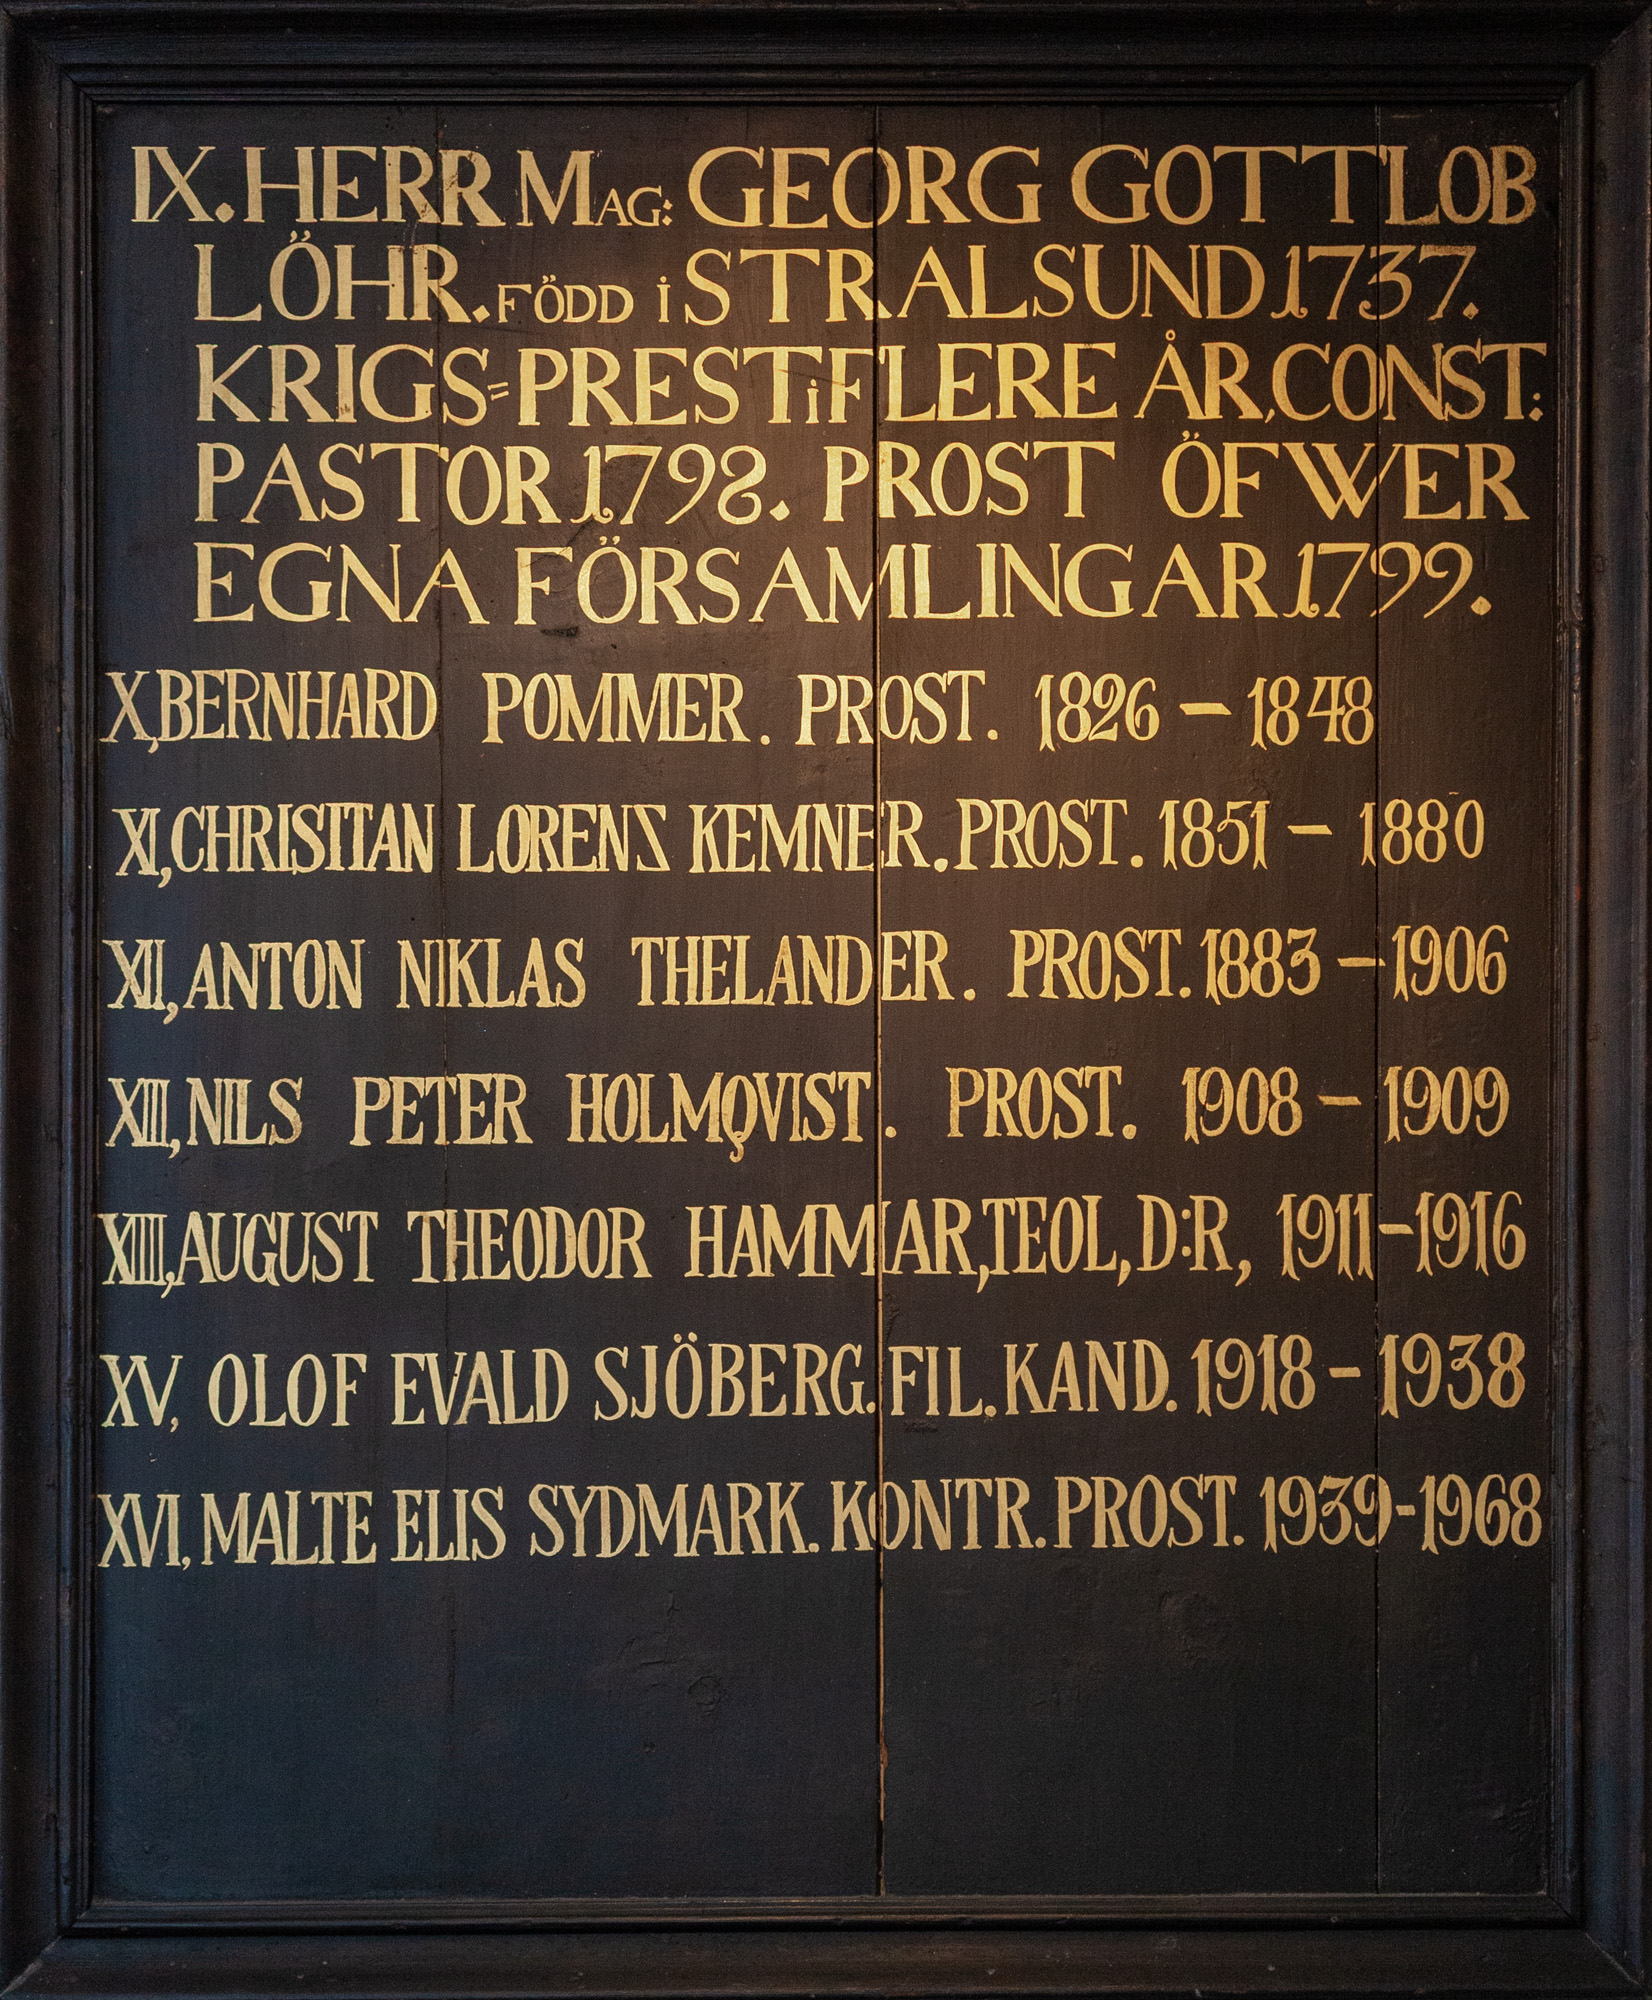 IX. HERR MAG: GEORG GOTTLOB
LÖHR. FÖDD i STRALSUND 1737.
KRIGS=PREST i FLERE ÅR, CONST:
PASTOR 1798. PROST ÖFWER
EGNA FÖRSAMLINGAR 1799.
X, BERNHARD POMMER. PROST. 1826 – 1848
XI, CHRISTIAN LORENZ KEMNER. PROST. 1851 – 1880
XII, ANTON NIKLAS THELANDER. PROST. 1883 – 1906
XIII, NILS PETER HOLMQVIST. PROST. 1908 – 1909
XIIII, AUGUST THEODOR HAMMAR, TEOL, D:R, 1911 – 1916
XV, OLOF EVALD SJÖBERG. FIL. KAND. 1918 – 1938
XVI, MALTE ELIS SYDMARK. KONTR. PROST. 1939 - 1968